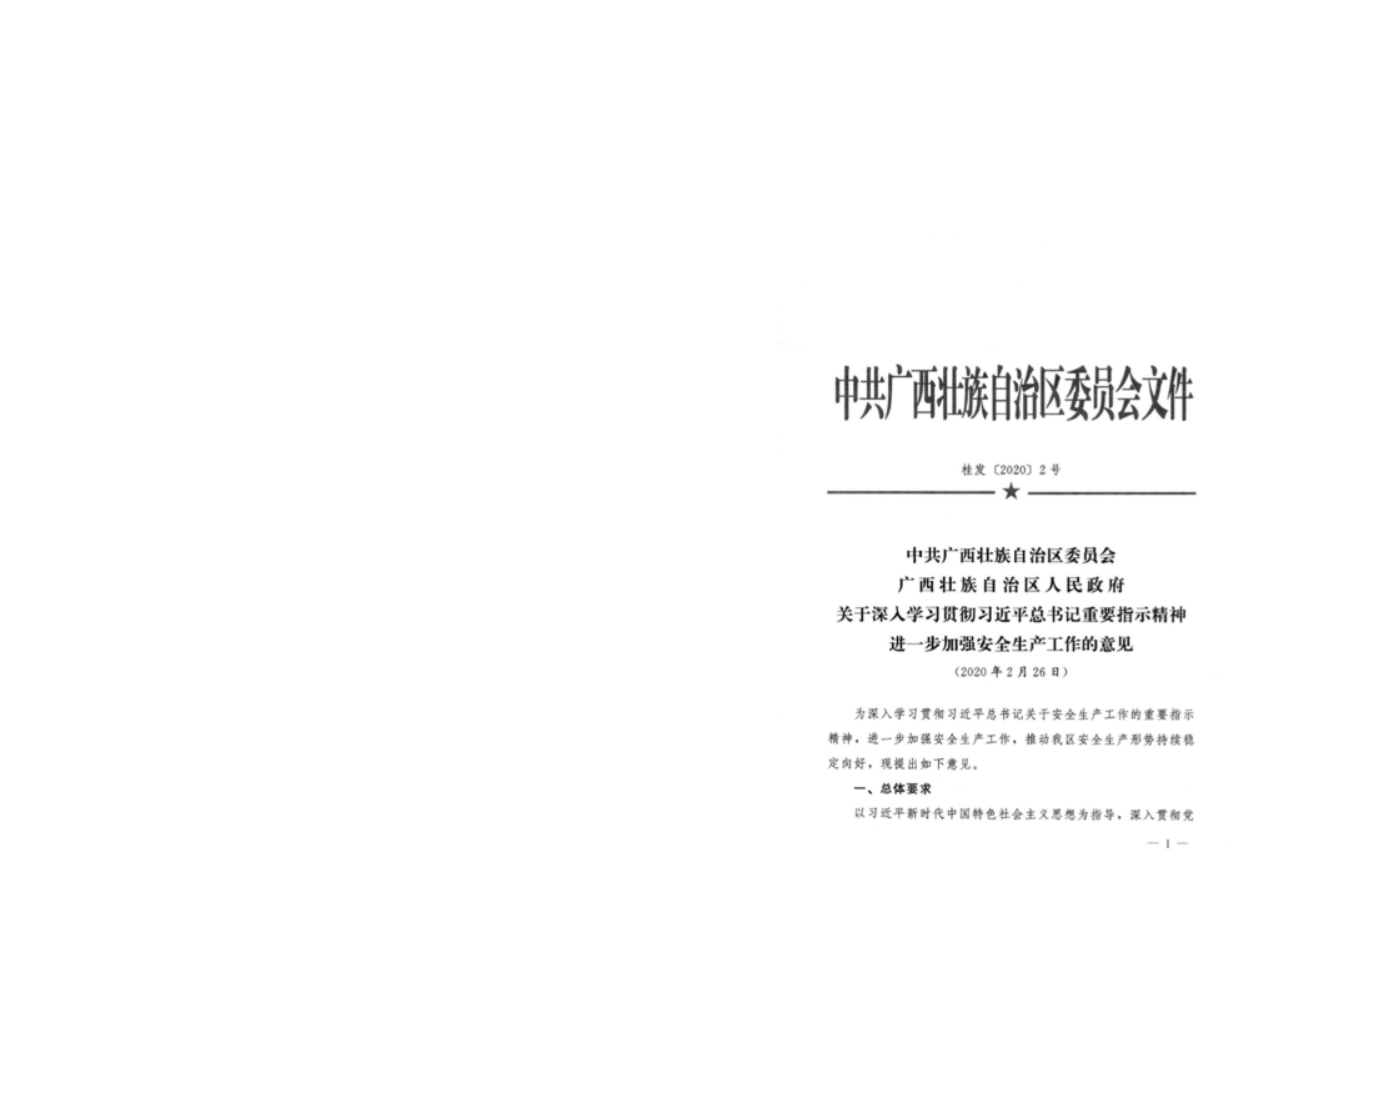 中共广西壮族自治区委员会文件
桂发〔2020〕2号
中共广西壮族自治区委员会
广西壮族自治区人民政府
关于深入学习贯彻习近平总书记重要指示精神
进一步加强安全生产工作的意见
（2020年2月26日）
为深入学习贯彻习近平总书记关于安全生产工作的重要指示
精神，进一步加强安全生产工作，推动我区安全生产形势持续稳
定向好，现提出如下意见。
一、总体要求
以习近平新时代中国特色社会主义思想为指导，深入贯彻党
— 1 —